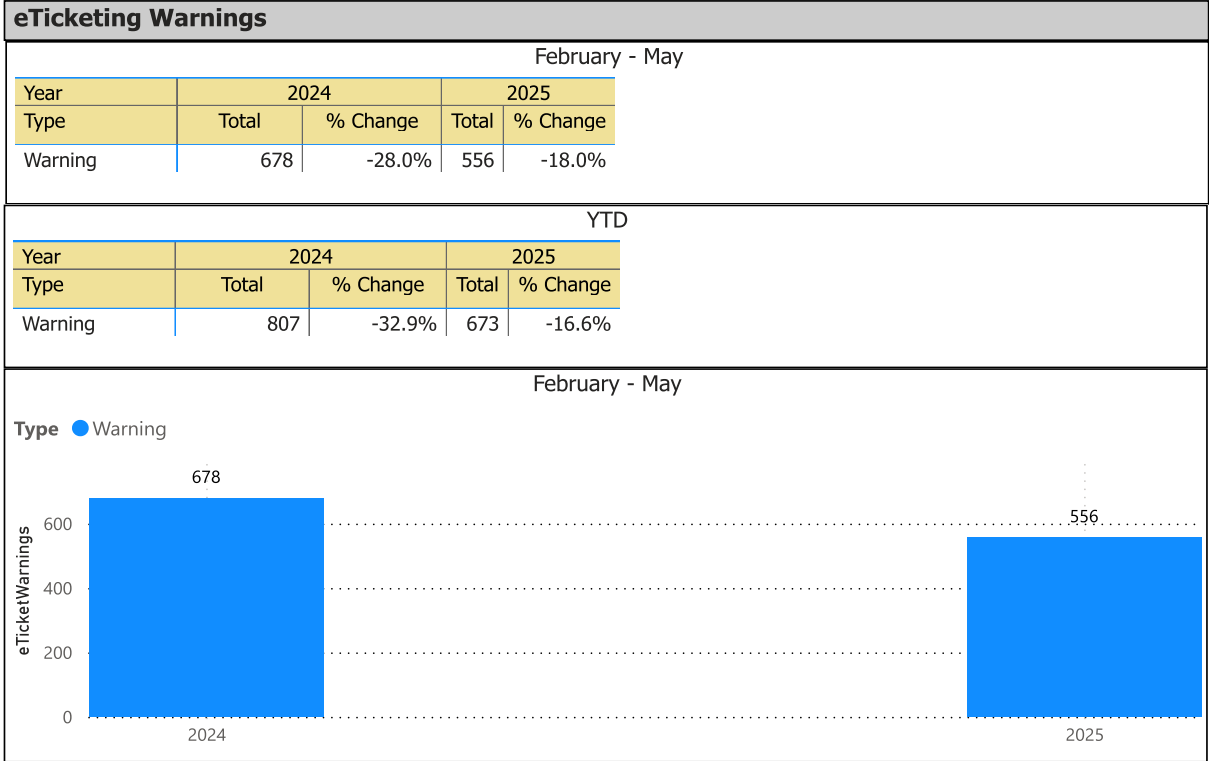 eTicketing Warnings
February - May
Year 2024 2025
Type Total % Change Total % Change
Warning 678 -28.0% 556 -18.0%
YTD
Year 2024 2025
Type Total % Change Total % Change
Warning 807 -32.9% 673 -16.6%
February - May
Type Warning
678
556
eTicketWarnings
600
400
200
0
2024 2025